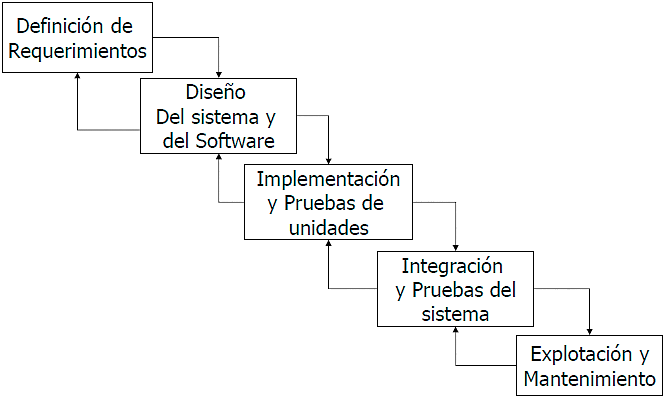 Definición de
Requerimientos
Diseño
Del sistema y
del Software
Implementación
y Pruebas de
unidades
Integración
y Pruebas del
sistema
Explotación y
Mantenimiento